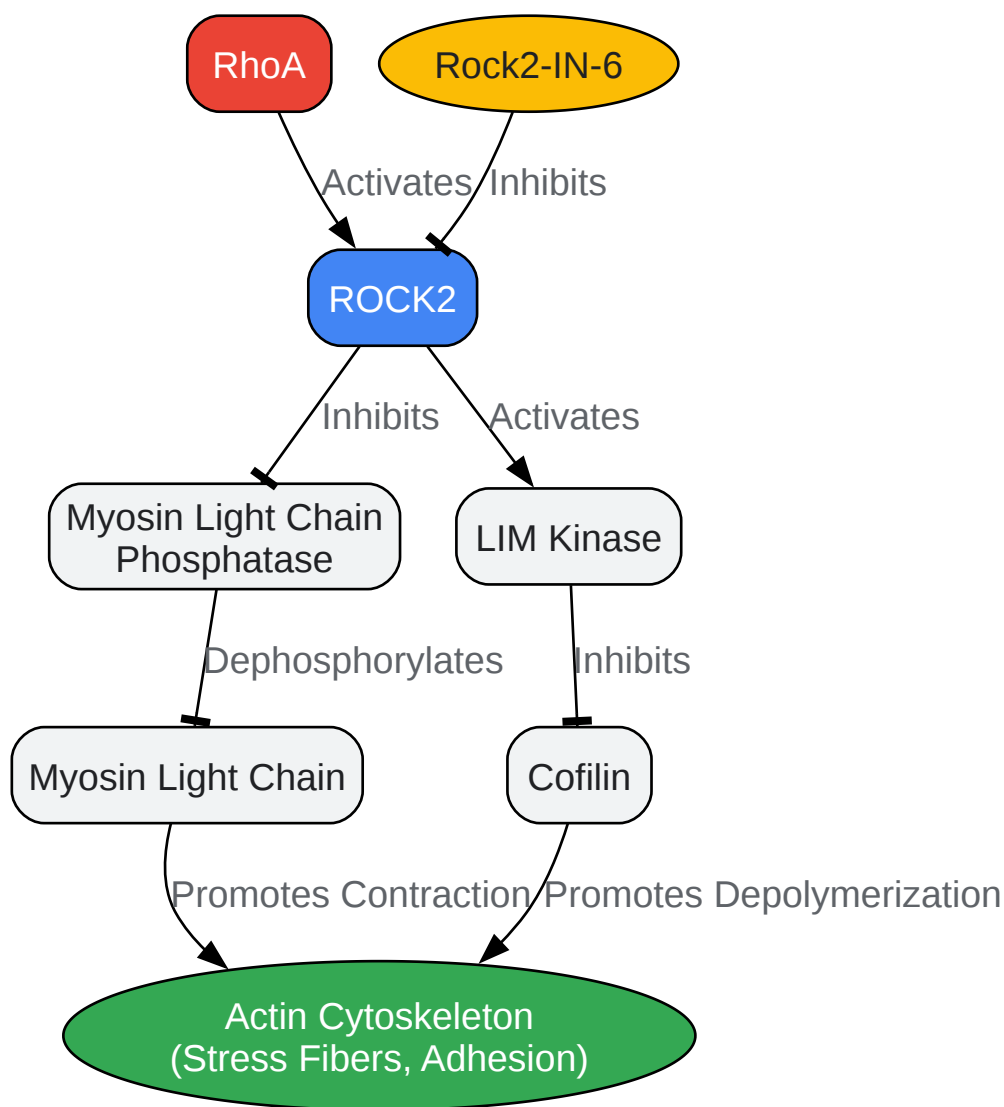 RhoA
Rock2-IN-6
Activates
Inhibits
ROCK2
Inhibits
Activates
Myosin Light Chain
Phosphatase
LIM Kinase
Dephosphorylates
Inhibits
Myosin Light Chain
Cofilin
Promotes Contraction
Promotes Depolymerization
Actin Cytoskeleton
(Stress Fibers, Adhesion)